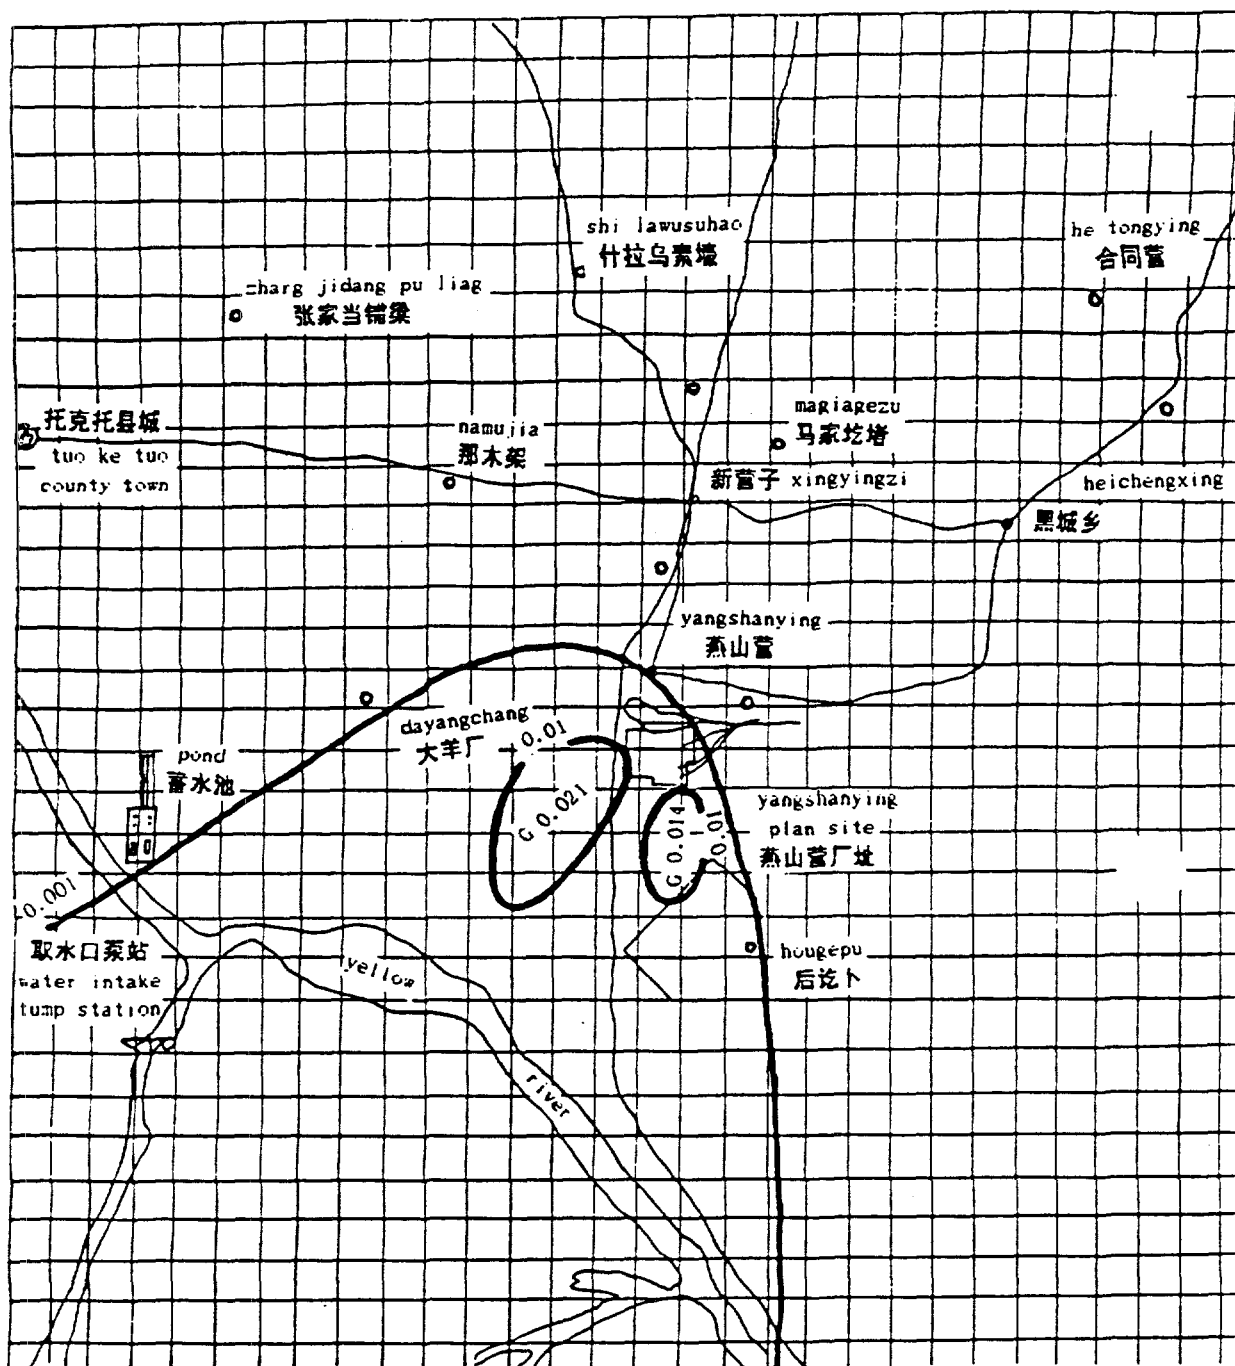 shi lawusuhao
什拉乌素壕
he tongying
合同营
zharg jidang pu liag
张家当铺梁
托克托县城
tuo ke tuo
county town
namujia
那木架
magiagezu
马家圪堵
新营子 xingyingzi
heichengxing
黑城乡
yangshanying
燕山营
dayangchang
大羊厂
0.01
G 0.021
pond
蓄水池
G 0.014
0.01
yangshanying
plan site
燕山营厂址
0.001
取水口泵站
water intake
tump station
yellow
river
hougepu
后讫卜